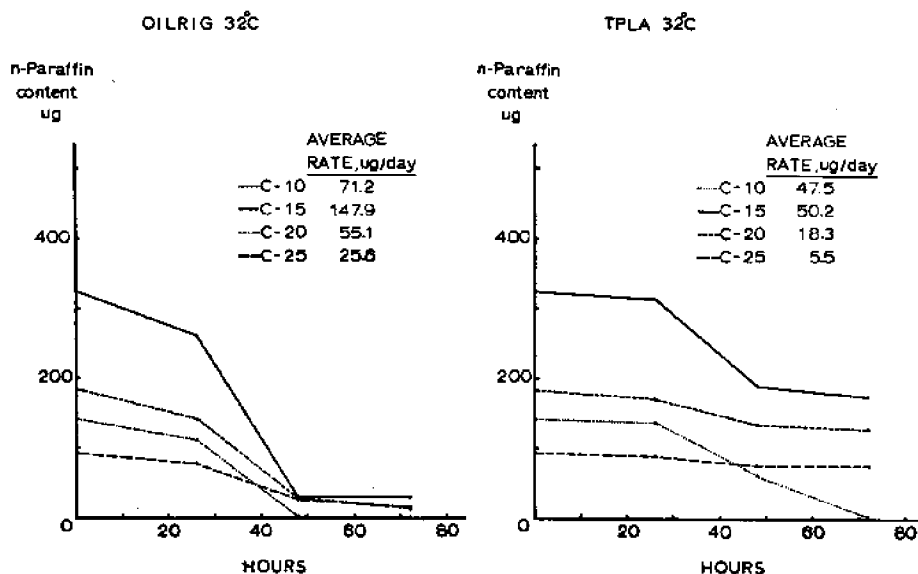 OILRIG 32°C
n-Paraffin
content
ug
AVERAGE
RATE,ug/day
C-10 71.2
C-15 147.9
C-20 55.1
C-25 25.6
400
200
0
0 20 40 60 80
HOURS
TPLA 32°C
n-Paraffin
content
ug
AVERAGE
RATE,ug/day
C-10 47.5
C-15 50.2
C-20 18.3
C-25 5.5
400
200
0
0 20 40 60 80
HOURS